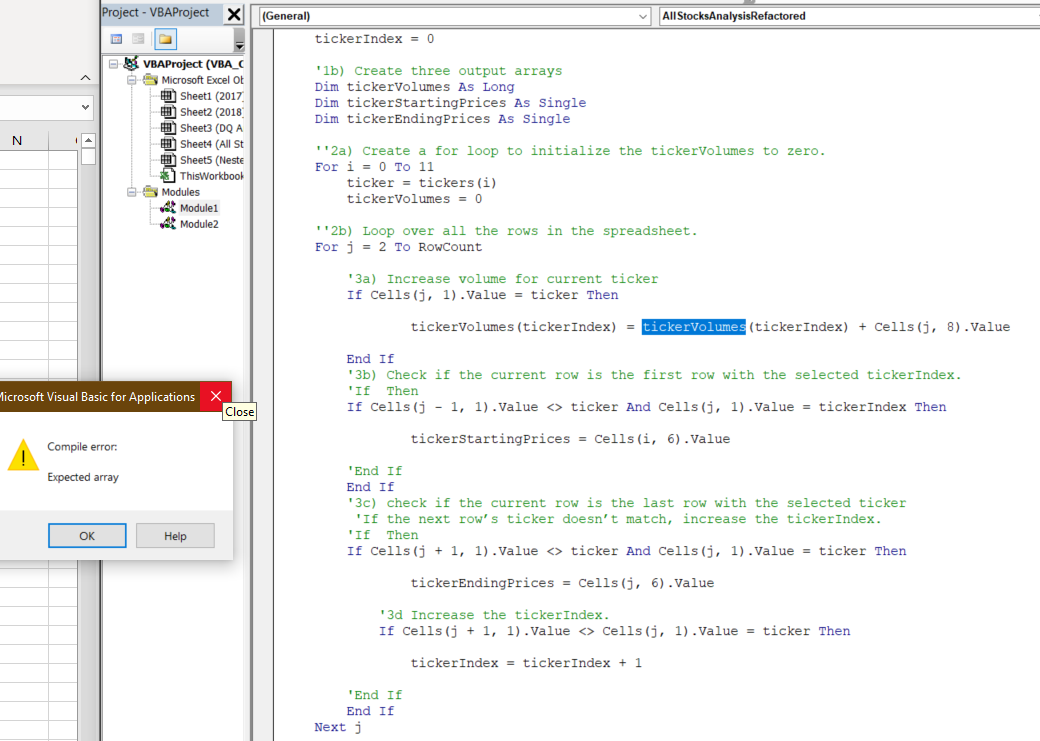 Project - VBAProject
(General)
AllStocksAnalysisRefactored
VBAProject (VBA_C
Microsoft Excel Ob
Sheet1 (2017)
Sheet2 (2018
Sheet3 (DQ A
Sheet4 (All St
Sheet5 (Neste
ThisWorkbook
Modules
Module1
Module2
N
tickerIndex = 0
'1b) Create three output arrays
Dim tickerVolumes As Long
Dim tickerStartingPrices As Single
Dim tickerEndingPrices As Single
''2a) Create a for loop to initialize the tickerVolumes to zero.
For i = 0 To 11
ticker = tickers(i)
tickerVolumes = 0
''2b) Loop over all the rows in the spreadsheet.
For j = 2 To RowCount
'3a) Increase volume for current ticker
If Cells(j, 1).Value = ticker Then
tickerVolumes(tickerIndex) = tickerVolumes(tickerIndex) + Cells(j, 8).Value
End If
'3b) Check if the current row is the first row with the selected tickerIndex.
'If  Then
If Cells(j - 1, 1).Value <> ticker And Cells(j, 1).Value = tickerIndex Then
tickerStartingPrices = Cells(i, 6).Value
'End If
End If
'3c) check if the current row is the last row with the selected ticker
'If the next row’s ticker doesn’t match, increase the tickerIndex.
'If  Then
If Cells(j + 1, 1).Value <> ticker And Cells(j, 1).Value = ticker Then
tickerEndingPrices = Cells(j, 6).Value
'3d Increase the tickerIndex.
If Cells(j + 1, 1).Value <> Cells(j, 1).Value = ticker Then
tickerIndex = tickerIndex + 1
'End If
End If
Next j
Microsoft Visual Basic for Applications
Close
Compile error:
Expected array
OK
Help